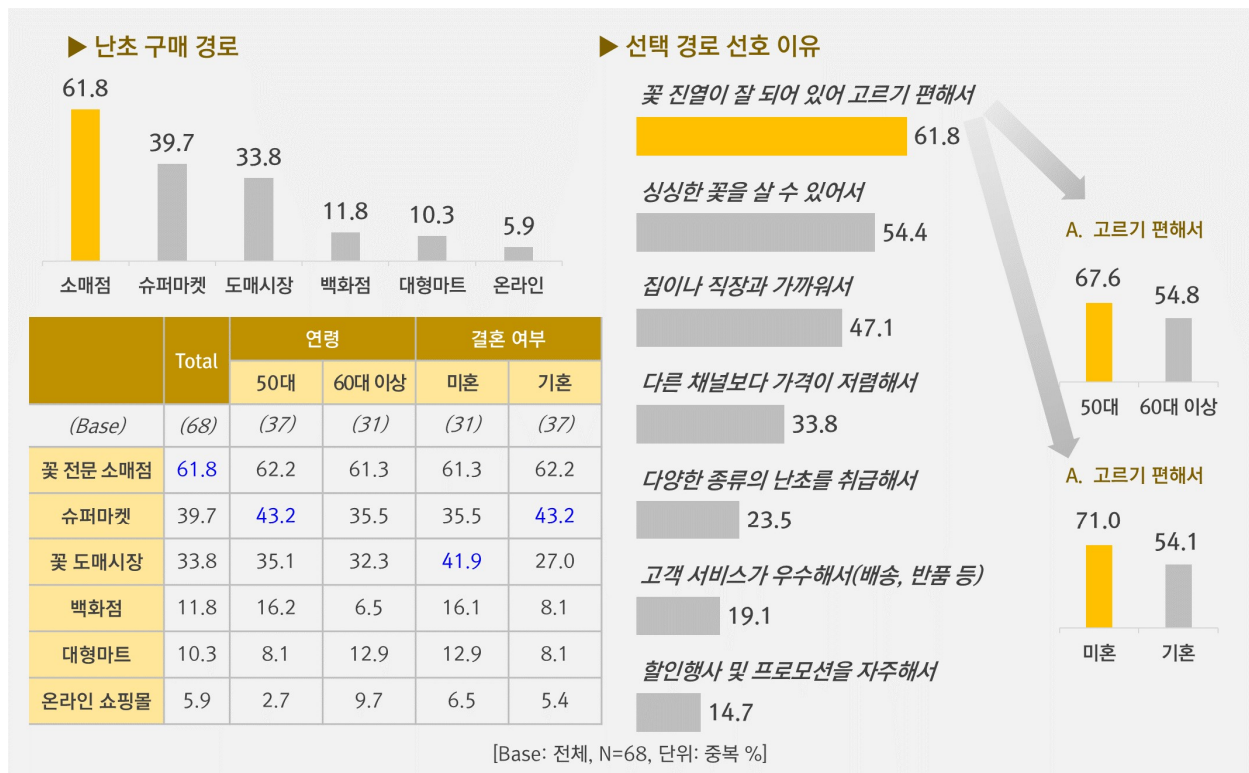 ▶ 난초 구매 경로
61.8
39.7
33.8
11.8
10.3
5.9
소매점 슈퍼마켓 도매시장 백화점 대형마트 온라인
Total 연령 결혼 여부
50대 60대 이상 미혼 기혼
(Base) (68) (37) (31) (31) (37)
꽃 전문 소매점 61.8 62.2 61.3 61.3 62.2
슈퍼마켓 39.7 43.2 35.5 35.5 43.2
꽃 도매시장 33.8 35.1 32.3 41.9 27.0
백화점 11.8 16.2 6.5 16.1 8.1
대형마트 10.3 8.1 12.9 12.9 8.1
온라인 쇼핑몰 5.9 2.7 9.7 6.5 5.4
▶ 선택 경로 선호 이유
꽃 진열이 잘 되어 있어 고르기 편해서
61.8
싱싱한 꽃을 살 수 있어서
54.4
집이나 직장과 가까워서
47.1
다른 채널보다 가격이 저렴해서
33.8
다양한 종류의 난초를 취급해서
23.5
고객 서비스가 우수해서(배송, 반품 등)
19.1
할인행사 및 프로모션을 자주해서
14.7
A. 고르기 편해서
67.6
54.8
50대 60대 이상
A. 고르기 편해서
71.0
54.1
미혼 기혼
[Base: 전체, N=68, 단위: 중복 %]